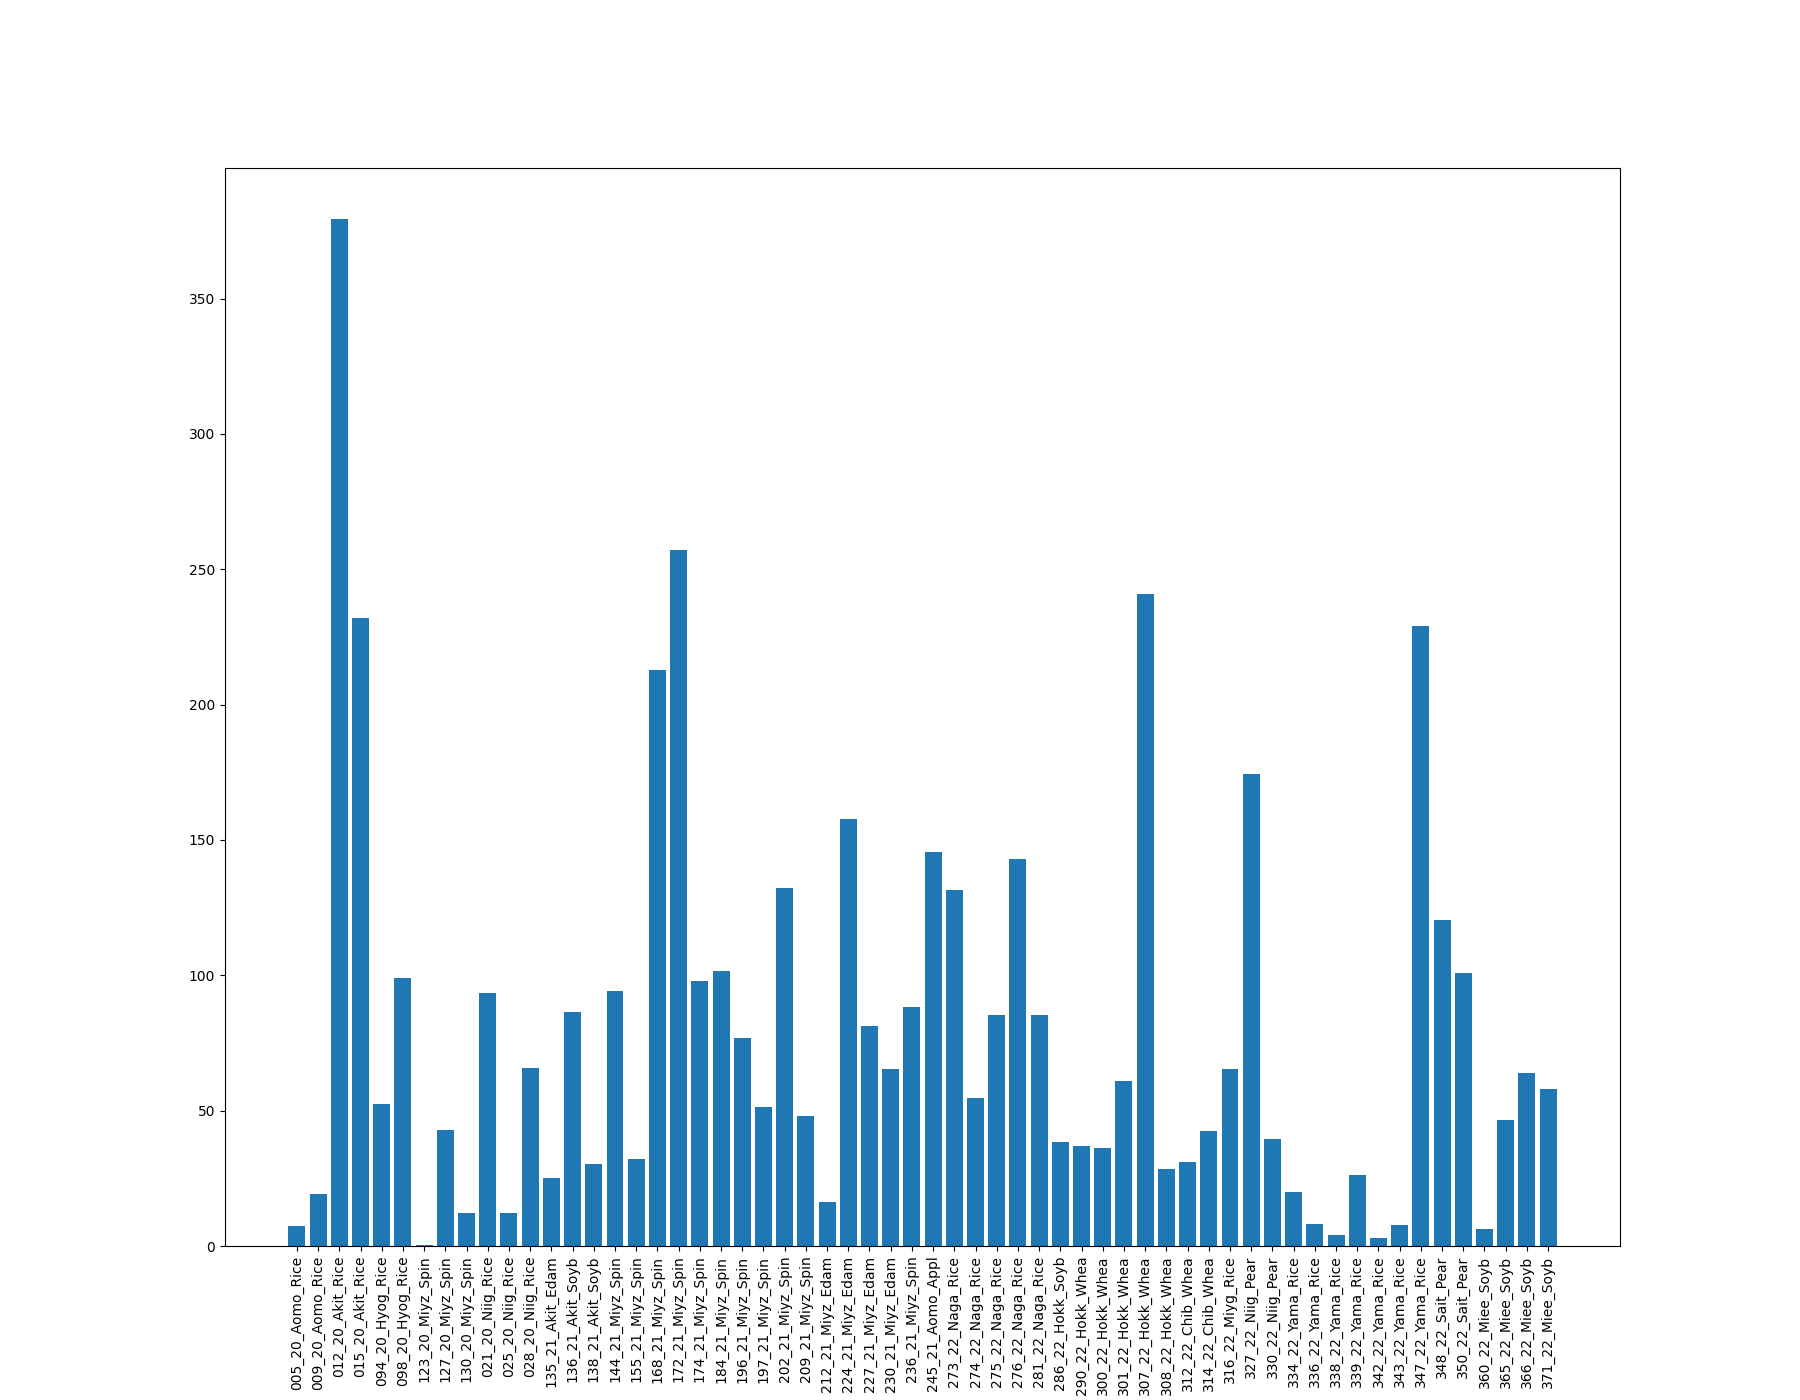 350
300
250
200
150
100
50
0
005_20_Aomo_Rice
009_20_Aomo_Rice
012_20_Akit_Rice
015_20_Akit_Rice
094_20_Hyog_Rice
098_20_Hyog_Rice
123_20_Miyz_Spin
127_20_Miyz_Spin
130_20_Miyz_Spin
021_20_Niig_Rice
025_20_Niig_Rice
028_20_Niig_Rice
135_21_Akit_Edam
136_21_Akit_Soyb
138_21_Akit_Soyb
144_21_Miyz_Spin
155_21_Miyz_Spin
168_21_Miyz_Spin
172_21_Miyz_Spin
174_21_Miyz_Spin
184_21_Miyz_Spin
196_21_Miyz_Spin
197_21_Miyz_Spin
202_21_Miyz_Spin
209_21_Miyz_Spin
212_21_Miyz_Edam
224_21_Miyz_Edam
227_21_Miyz_Edam
230_21_Miyz_Edam
236_21_Miyz_Spin
245_21_Aomo_Appl
273_22_Naga_Rice
274_22_Naga_Rice
275_22_Naga_Rice
276_22_Naga_Rice
281_22_Naga_Rice
286_22_Hokk_Soyb
290_22_Hokk_Whea
300_22_Hokk_Whea
301_22_Hokk_Whea
307_22_Hokk_Whea
308_22_Hokk_Whea
312_22_Chib_Whea
314_22_Chib_Whea
316_22_Miyg_Rice
327_22_Niig_Pear
330_22_Niig_Pear
334_22_Yama_Rice
336_22_Yama_Rice
338_22_Yama_Rice
339_22_Yama_Rice
342_22_Yama_Rice
343_22_Yama_Rice
347_22_Yama_Rice
348_22_Sait_Pear
350_22_Sait_Pear
360_22_Miee_Soyb
365_22_Miee_Soyb
366_22_Miee_Soyb
371_22_Miee_Soyb